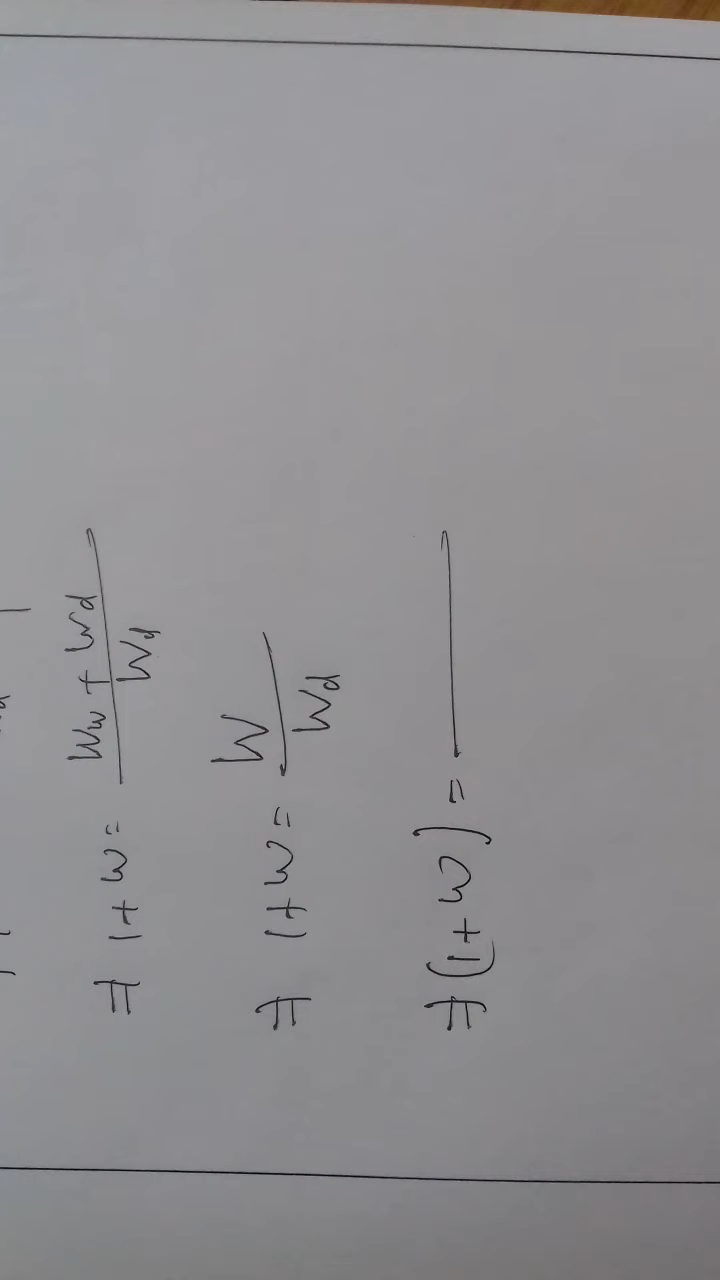 ⇒ 1+w = (Ww + Wd) / Wd
⇒ 1+w = W / Wd
⇒ (1+w) =